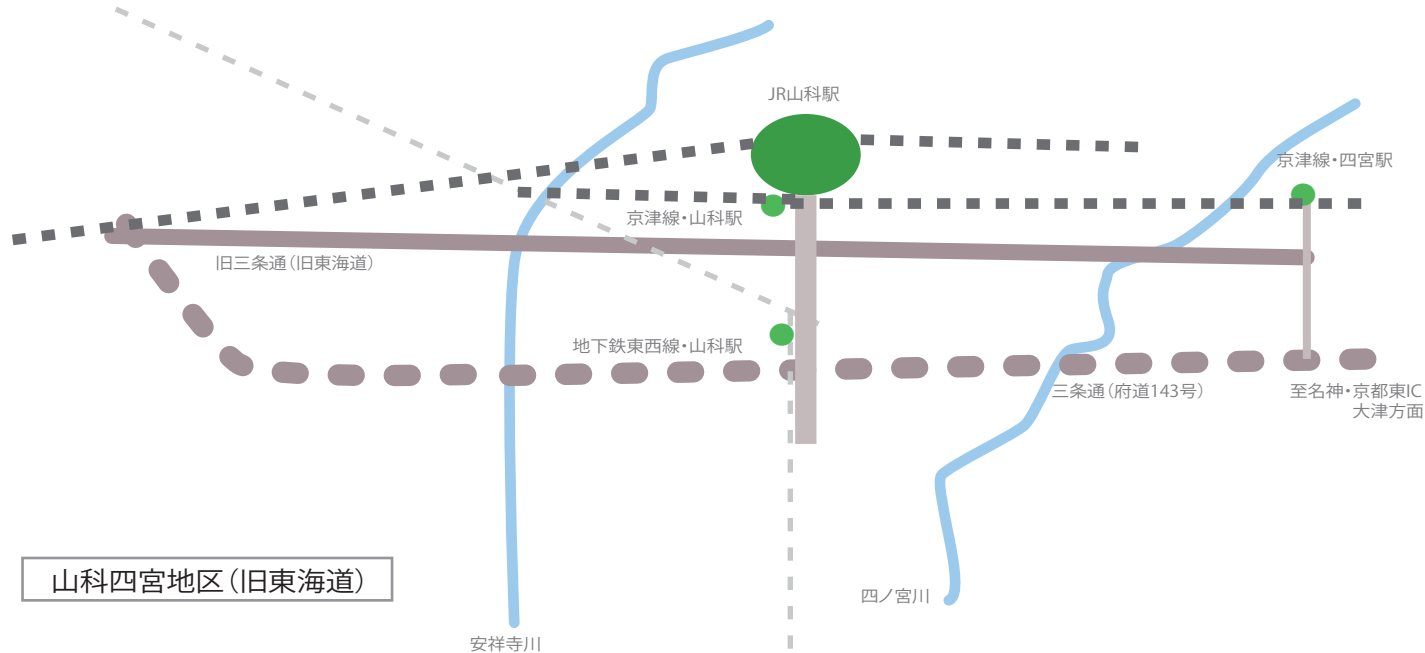 JR山科駅
京津線・四宮駅
京津線・山科駅
旧三条通（旧東海道）
地下鉄東西線・山科駅
三条通（府道143号）
至名神・京都東IC
大津方面
山科四宮地区（旧東海道）
四ノ宮川
安祥寺川